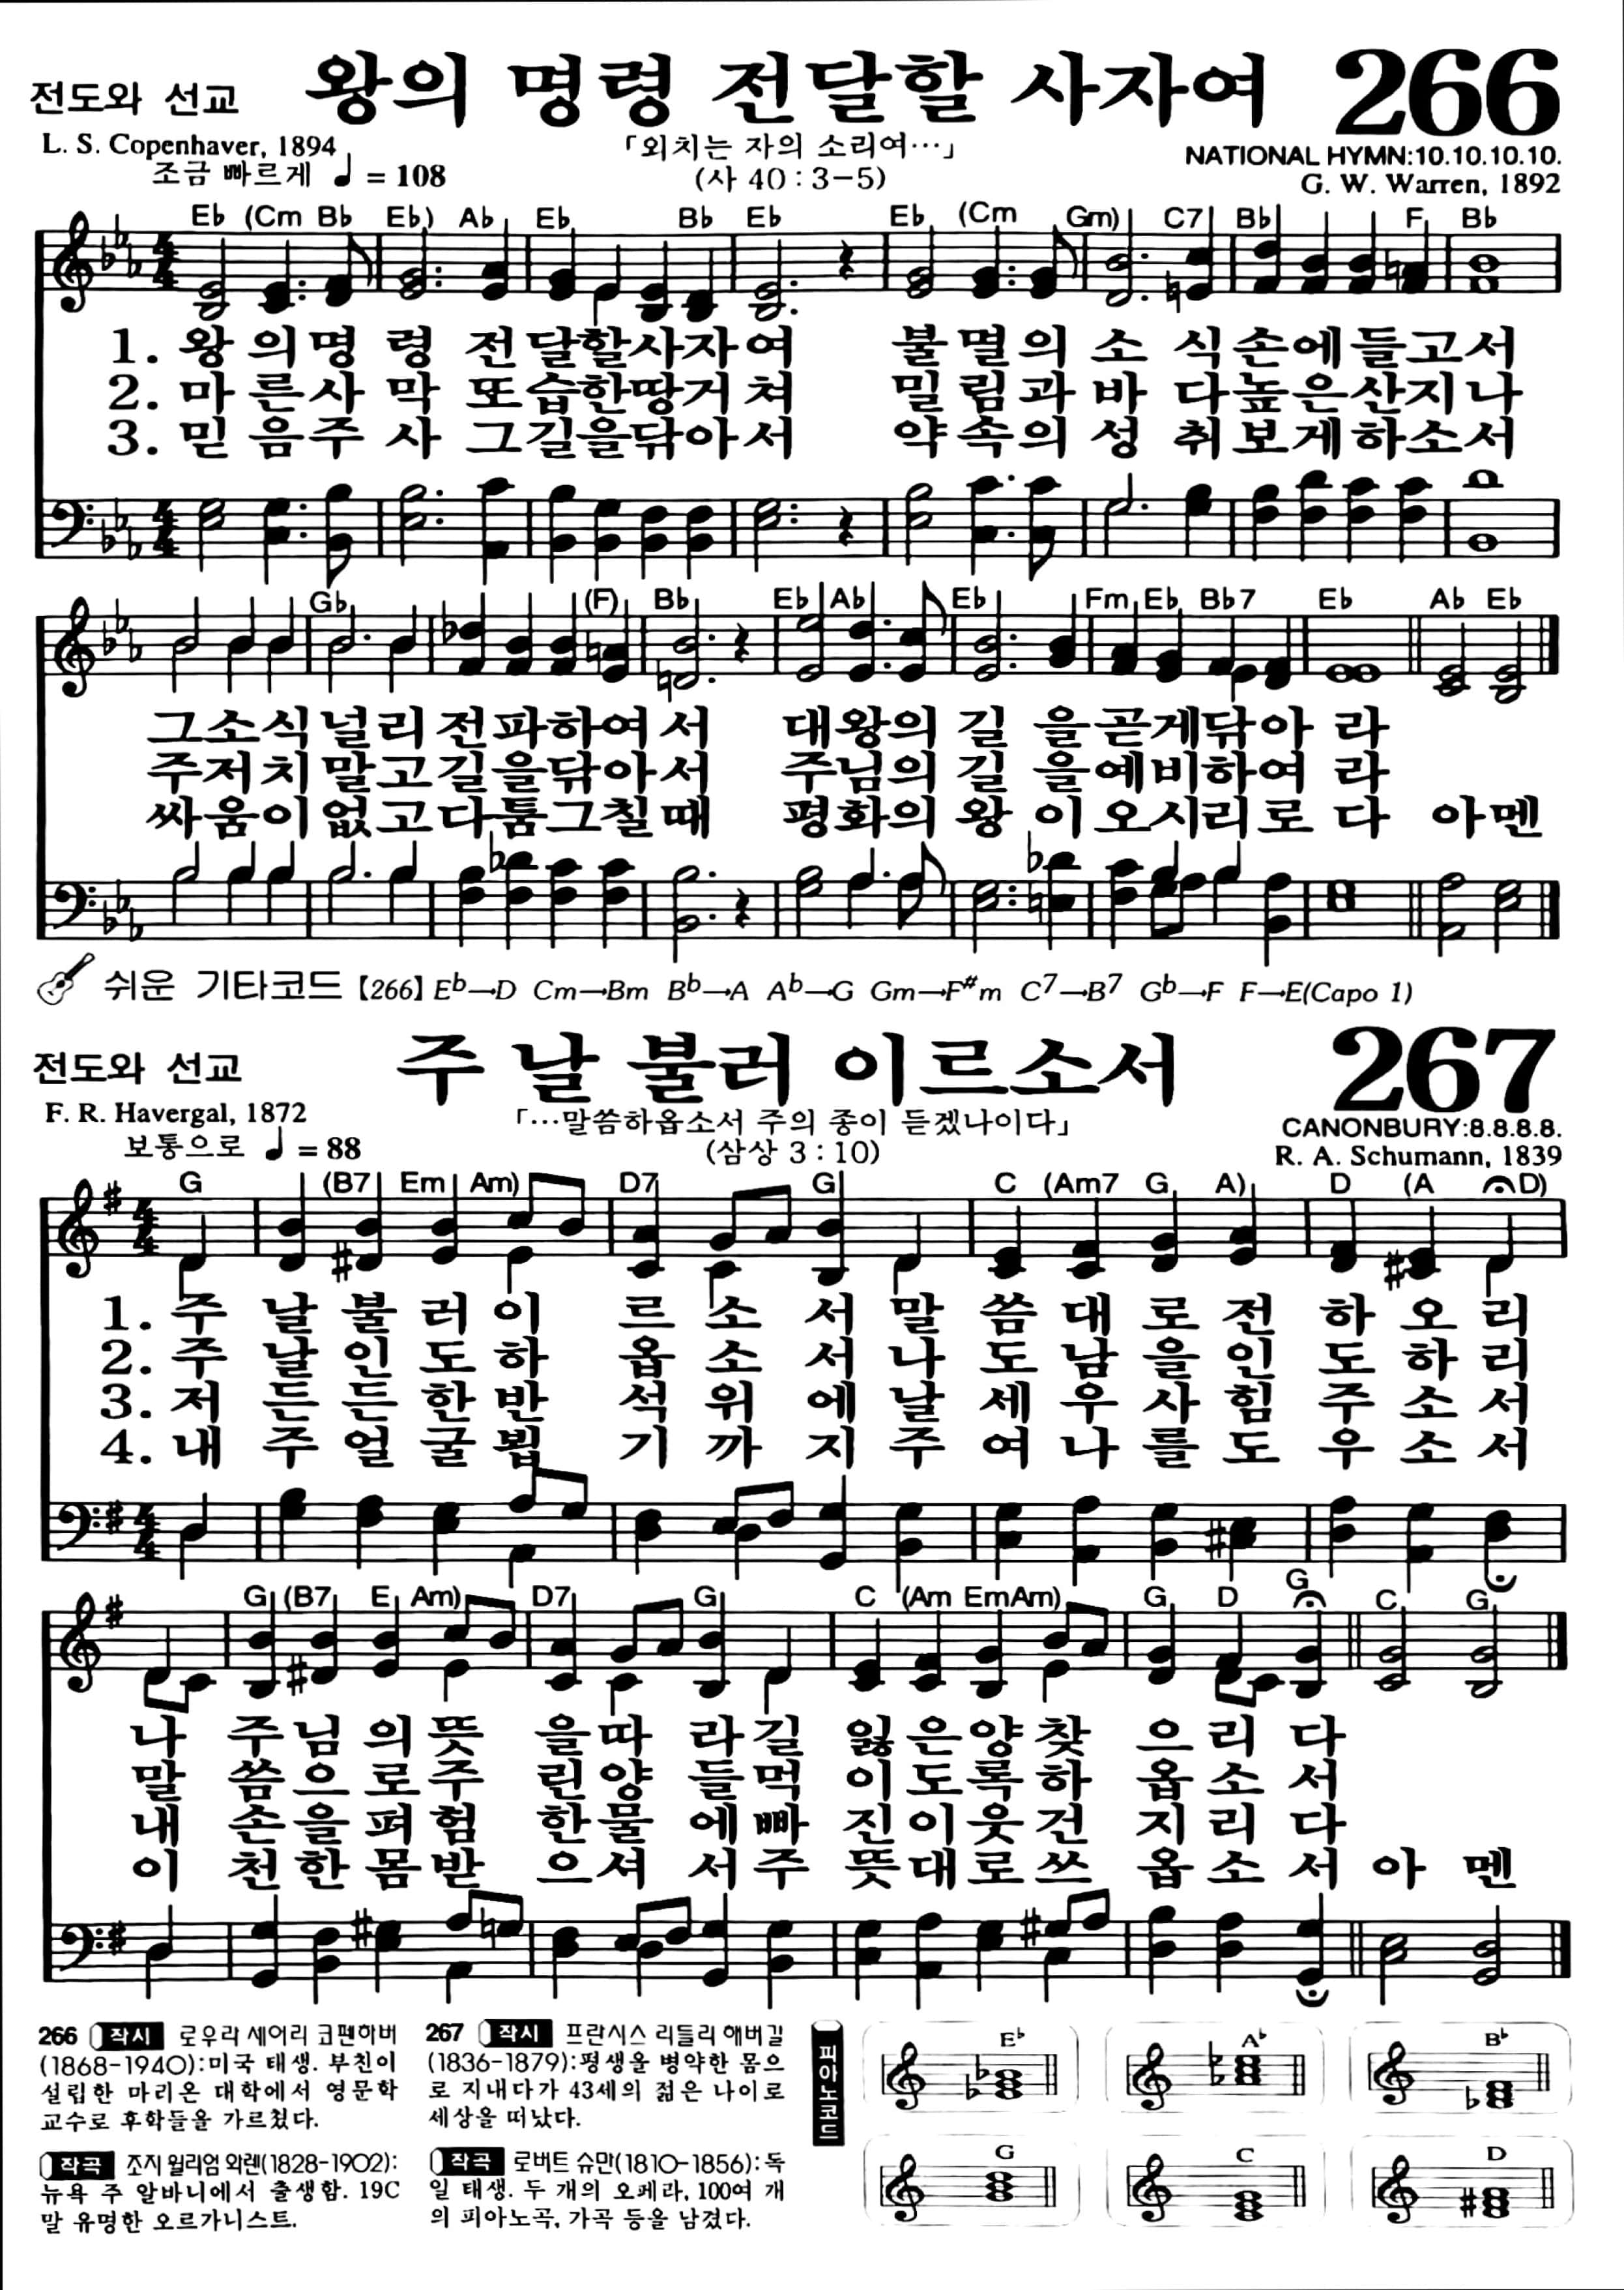 전도와 선교 왕의 명령 전달할 사자여 266
L. S. Copenhaver, 1894 「외치는 자의 소리여…」 NATIONAL HYMN:10.10.10.10.
조금 빠르게 ♩ = 108 (사 40 : 3-5) G. W. Warren, 1892
E♭ (Cm B♭ E♭) A♭ E♭ B♭ E♭ E♭ (Cm Gm) C7 B♭ F B♭
1. 왕의명령 전달할사자여 불멸의소식손에들고서
2. 마른사막 또습한땅거쳐 밀림과바다높은산지나
3. 믿음주사 그길을닦아서 약속의성취보게하소서
G♭ (F) B♭ E♭ A♭ E♭ Fm E♭ B♭7 E♭ A♭ E♭
그소식널리전파하여서 대왕의길을곧게닦아라
주저치말고길을닦아서 주님의길을예비하여라
싸움이없고다툼그칠때 평화의왕이오시리로다 아멘
쉬운 기타코드 【266】 E♭→D Cm→Bm B♭→A A♭→G Gm→F#m C7→B7 G♭→F F→E(Capo 1)
전도와 선교 주 날 불러 이르소서 267
F. R. Havergal, 1872 「…말씀하옵소서 주의 종이 듣겠나이다」 CANONBURY:8.8.8.8.
보통으로 ♩ = 88 (삼상 3 : 10) R. A. Schumann, 1839
G (B7 Em Am) D7 G C (Am7 G A) D (A D)
1. 주 날 불 러 이 르 소 서 말 씀 대 로 전 하 오 리
2. 주 날 인 도 하 옵 소 서 나 도 남 을 인 도 하 리
3. 저 든 든 한 반 석 위 에 날 세 우 사 힘 주 소 서
4. 내 주 얼 굴 뵙 기 까 지 주 여 나 를 도 우 소 서
G (B7 E Am) D7 G C (Am Em Am) G D G C G
나 주님의뜻 을따 라길 잃은양찾 으리다
말 씀으로주 린양 들먹 이도록하 옵소서
내 손을펴험 한물 에빠 진이웃건 지리다
이 천한몸받 으셔 서주 뜻대로쓰 옵소서 아 멘
266 작시 로우라 세어리 코펜하버
(1868-1940):미국 태생. 부친이
설립한 마리온 대학에서 영문학
교수로 후학들을 가르쳤다.
작곡 조지 윌리엄 와렌(1828-1902):
뉴욕 주 알바니에서 출생함. 19C
말 유명한 오르가니스트.
267 작시 프란시스 리들리 해버길
(1836-1879):평생을 병약한 몸으
로 지내다가 43세의 젊은 나이로
세상을 떠났다.
작곡 로버트 슈만(1810-1856):독
일 태생. 두 개의 오페라, 100여 개
의 피아노곡, 가곡 등을 남겼다.
피아노코드
E♭ A♭ B♭
G C D